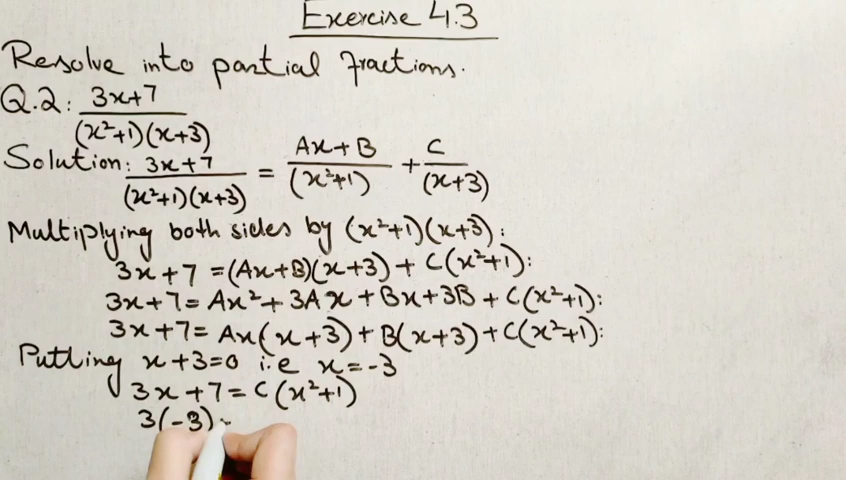 Exercise 4.3
Resolve into partial fractions.
Q.2: 3x+7 / (x²+1)(x+3)
Solution: 3x+7 / (x²+1)(x+3) = Ax+B / (x²+1) + C / (x+3)
Multiplying both sides by (x²+1)(x+3):
3x+7 =(Ax+B)(x+3)+ C(x²+1):
3x+7= Ax²+3Ax+Bx+3B+C(x²+1):
3x+7= Ax(x+3)+B(x+3)+C(x²+1):
Putting x+3=0 i.e x=-3
3x+7=C(x²+1)
3(-3)